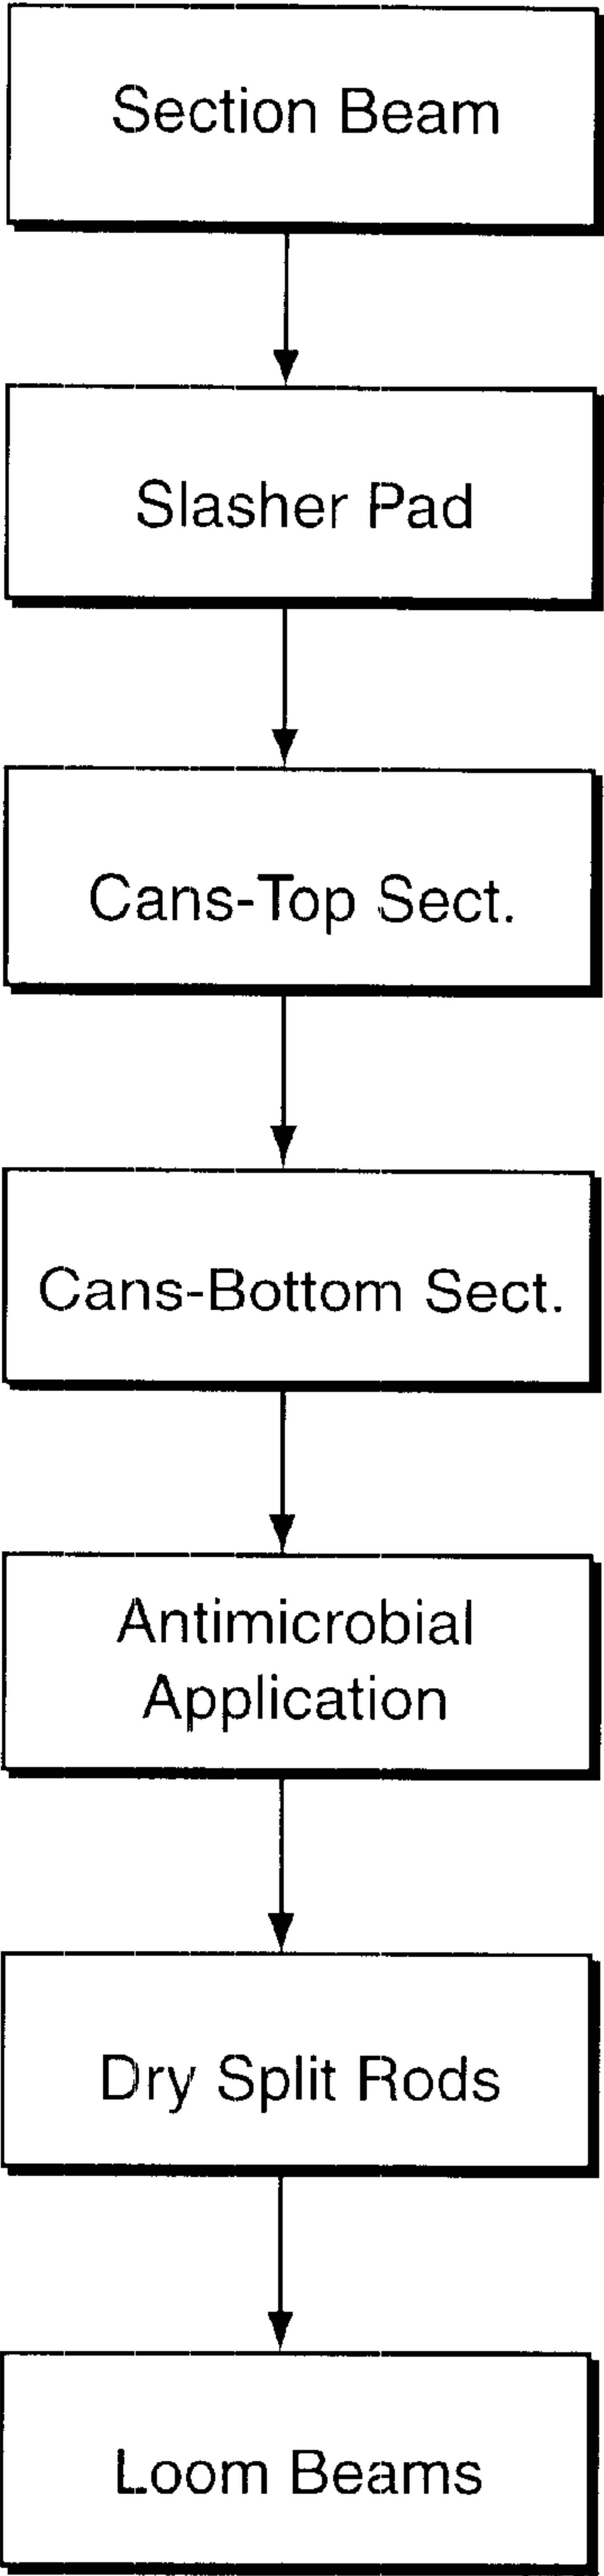 Section Beam
Slasher Pad
Cans-Top Sect.
Cans-Bottom Sect.
Antimicrobial
Application
Dry Split Rods
Loom Beams